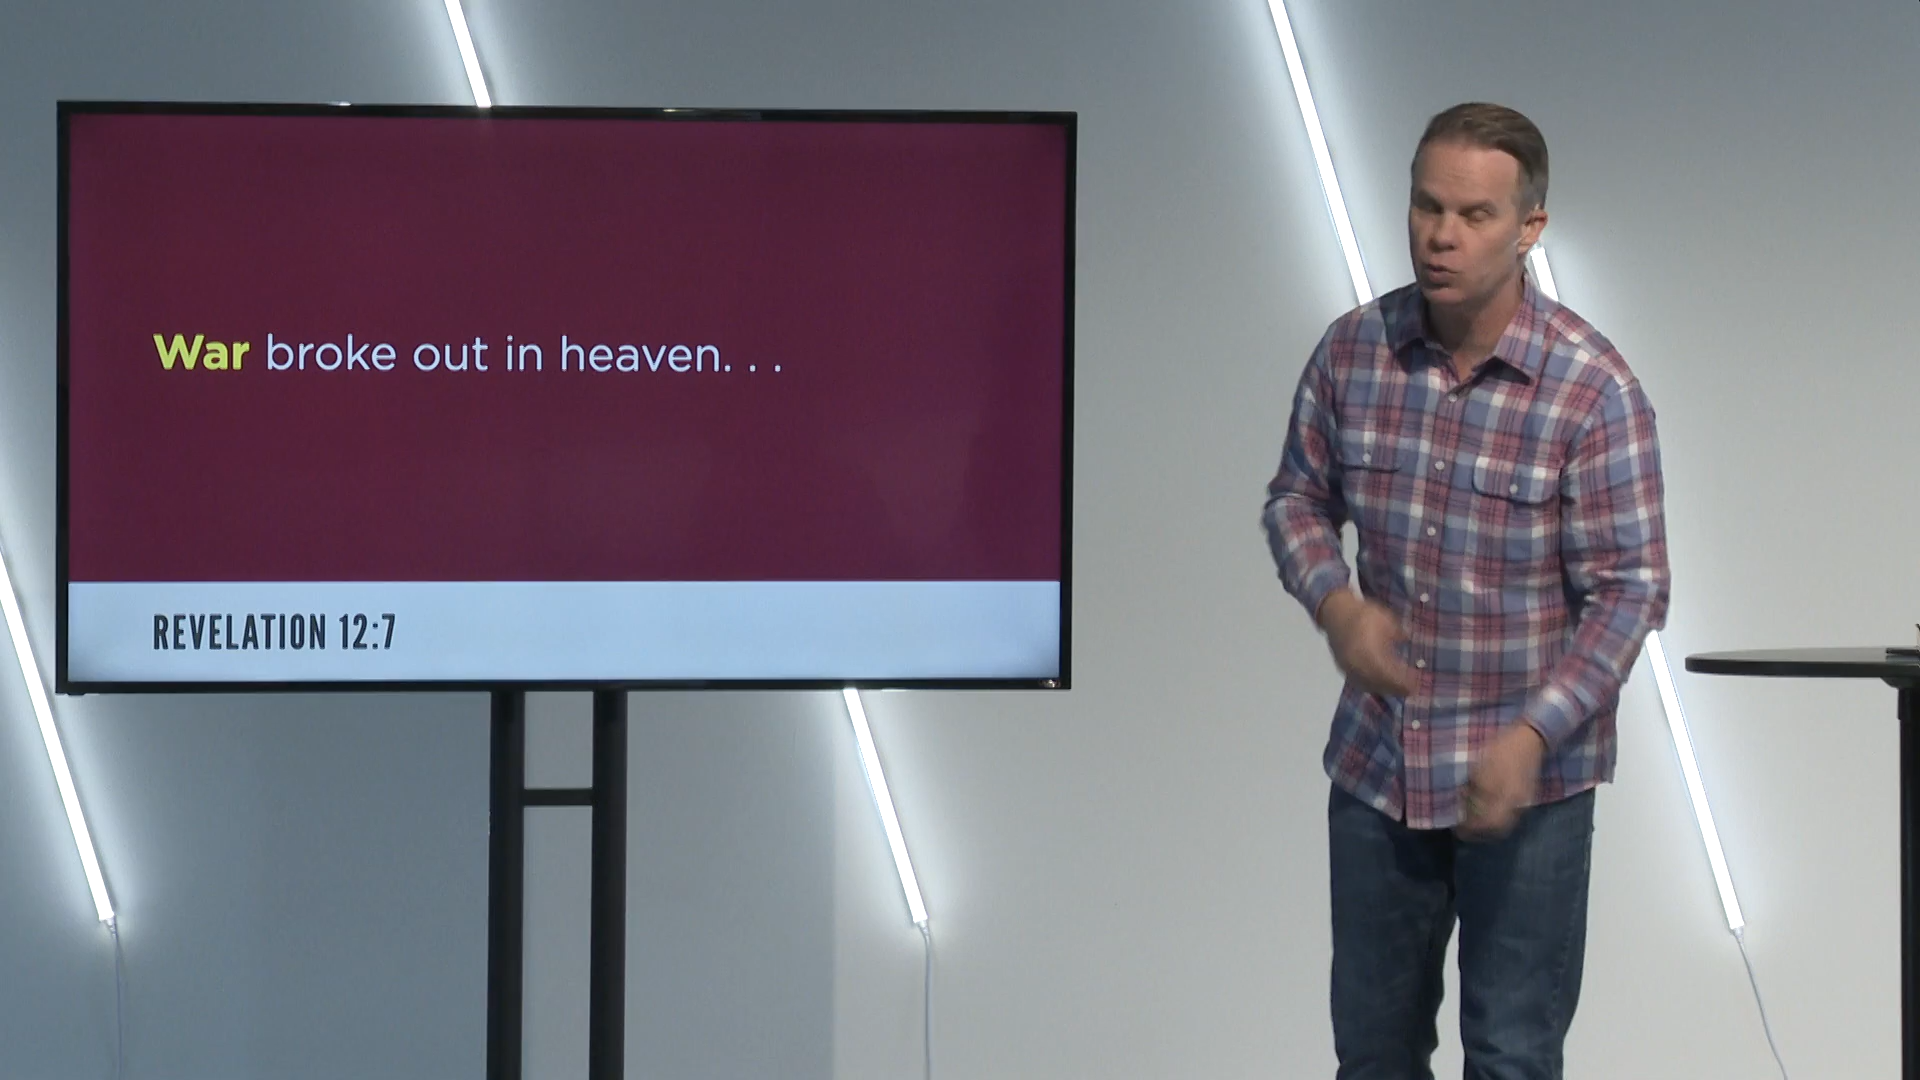 War broke out in heaven. . .
REVELATION 12:7